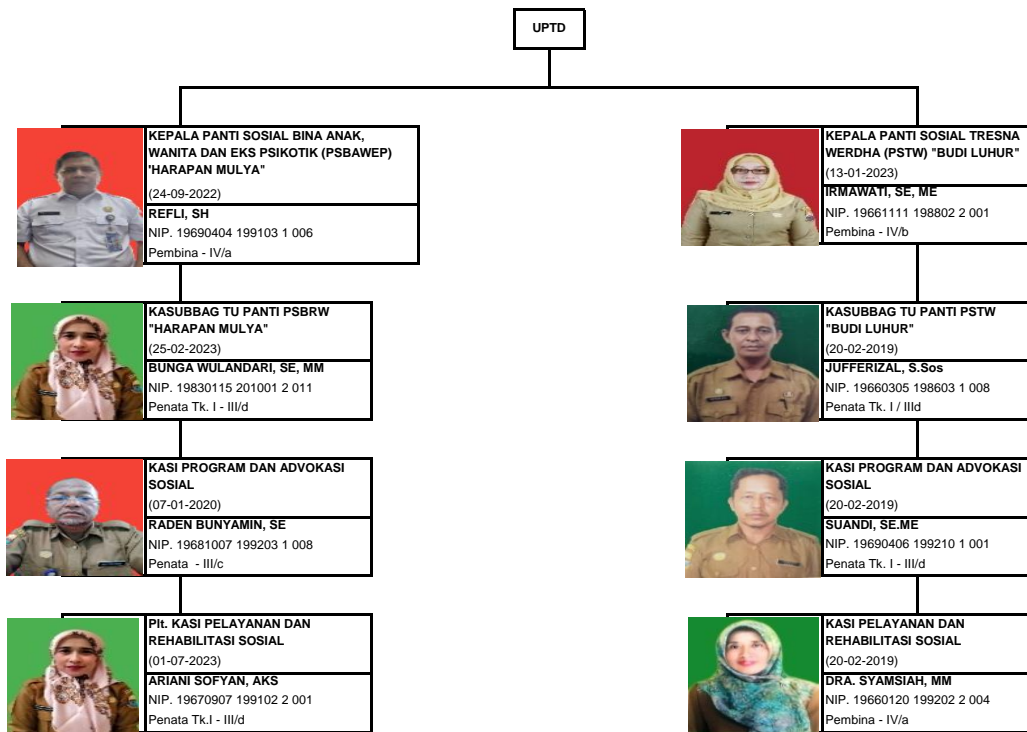 UPTD
KEPALA PANTI SOSIAL BINA ANAK,
WANITA DAN EKS PSIKOTIK (PSBAWEP)
"HARAPAN MULYA"
(24-09-2022)
REFLI, SH
NIP. 19690404 199103 1 006
Pembina - IV/a
KASUBBAG TU PANTI PSBRW
"HARAPAN MULYA"
(25-02-2023)
BUNGA WULANDARI, SE, MM
NIP. 19830115 201001 2 011
Penata Tk. I - III/d
KASI PROGRAM DAN ADVOKASI
SOSIAL
(07-01-2020)
RADEN BUNYAMIN, SE
NIP. 19681007 199203 1 008
Penata - III/c
Plt. KASI PELAYANAN DAN
REHABILITASI SOSIAL
(01-07-2023)
ARIANI SOFYAN, AKS
NIP. 19670907 199102 2 001
Penata Tk.I - III/d
KEPALA PANTI SOSIAL TRESNA
WERDHA (PSTW) "BUDI LUHUR"
(13-01-2023)
IRMAWATI, SE, ME
NIP. 19661111 198802 2 001
Pembina - IV/b
KASUBBAG TU PANTI PSTW
"BUDI LUHUR"
(20-02-2019)
JUFFERIZAL, S.Sos
NIP. 19660305 198603 1 008
Penata Tk. I / IIId
KASI PROGRAM DAN ADVOKASI
SOSIAL
(20-02-2019)
SUANDI, SE.ME
NIP. 19690406 199210 1 001
Penata Tk. I - III/d
KASI PELAYANAN DAN
REHABILITASI SOSIAL
(20-02-2019)
DRA. SYAMSIAH, MM
NIP. 19660120 199202 2 004
Pembina - IV/a